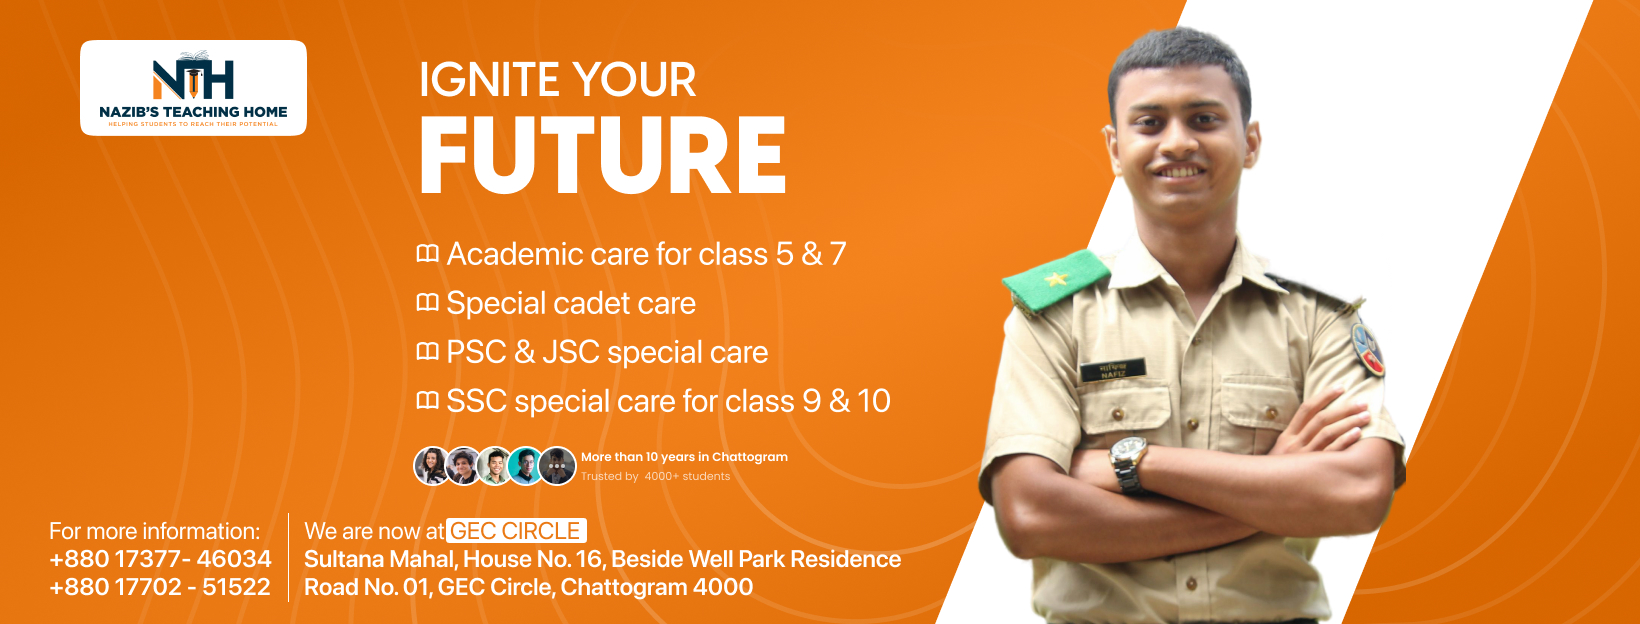 NTH
NAZIB'S TEACHING HOME
HELPING STUDENTS TO REACH THEIR POTENTIAL
IGNITE YOUR
FUTURE
Academic care for class 5 & 7
Special cadet care
PSC & JSC special care
SSC special care for class 9 & 10
More than 10 years in Chattogram
Trusted by 4000+ students
For more information:
+880 17377- 46034
+880 17702 - 51522
We are now at GEC CIRCLE
Sultana Mahal, House No. 16, Beside Well Park Residence
Road No. 01, GEC Circle, Chattogram 4000
নাফিজ
NAFIZ